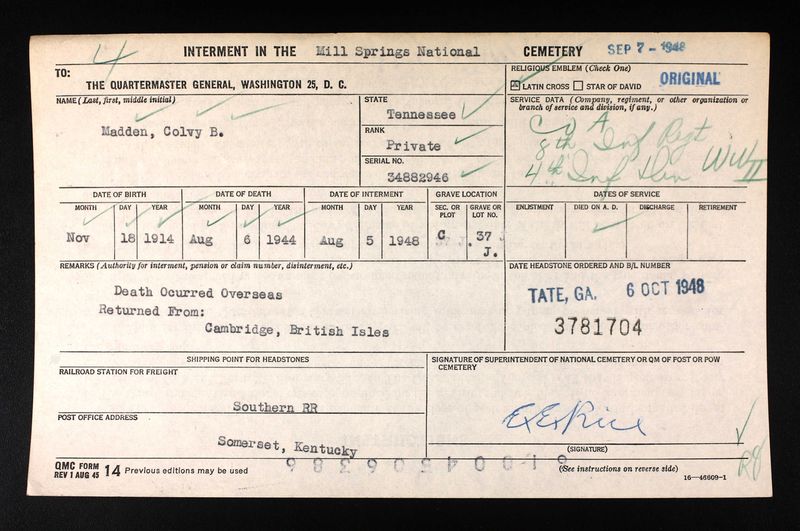 4
INTERMENT IN THE Mill Springs National CEMETERY SEP 7 - 1948
TO:
THE QUARTERMASTER GENERAL, WASHINGTON 25, D. C.
RELIGIOUS EMBLEM (Check One)
LATIN CROSS STAR OF DAVID
ORIGINAL
NAME (Last, first, middle initial)
Madden, Colvy B.
STATE
Tennessee
RANK
Private
SERIAL NO.
34882946
SERVICE DATA (Company, regiment, or other organization or
branch of service and division, if any.)
Co A
8th Inf Regt
4th Inf Div WW II
DATE OF BIRTH DATE OF DEATH DATE OF INTERMENT GRAVE LOCATION DATES OF SERVICE
MONTH DAY YEAR MONTH DAY YEAR MONTH DAY YEAR SEC. OR PLOT GRAVE OR LOT NO. ENLISTMENT DIED ON A. D. DISCHARGE RETIREMENT
Nov 18 1914 Aug 6 1944 Aug 5 1948 C 37
J.
REMARKS (Authority for interment, pension or claim number, disinterment, etc.)
Death Ocurred Overseas
Returned From:
Cambridge, British Isles
DATE HEADSTONE ORDERED AND B/L NUMBER
TATE, GA. 6 OCT 1948
3781704
SHIPPING POINT FOR HEADSTONES
RAILROAD STATION FOR FREIGHT
Southern RR
POST OFFICE ADDRESS
Somerset, Kentucky
SIGNATURE OF SUPERINTENDENT OF NATIONAL CEMETERY OR QM OF POST OR POW
CEMETERY
(SIGNATURE)
QMC FORM
REV 1 AUG 45 14 Previous editions may be used
(See instructions on reverse side)
16—46609-1